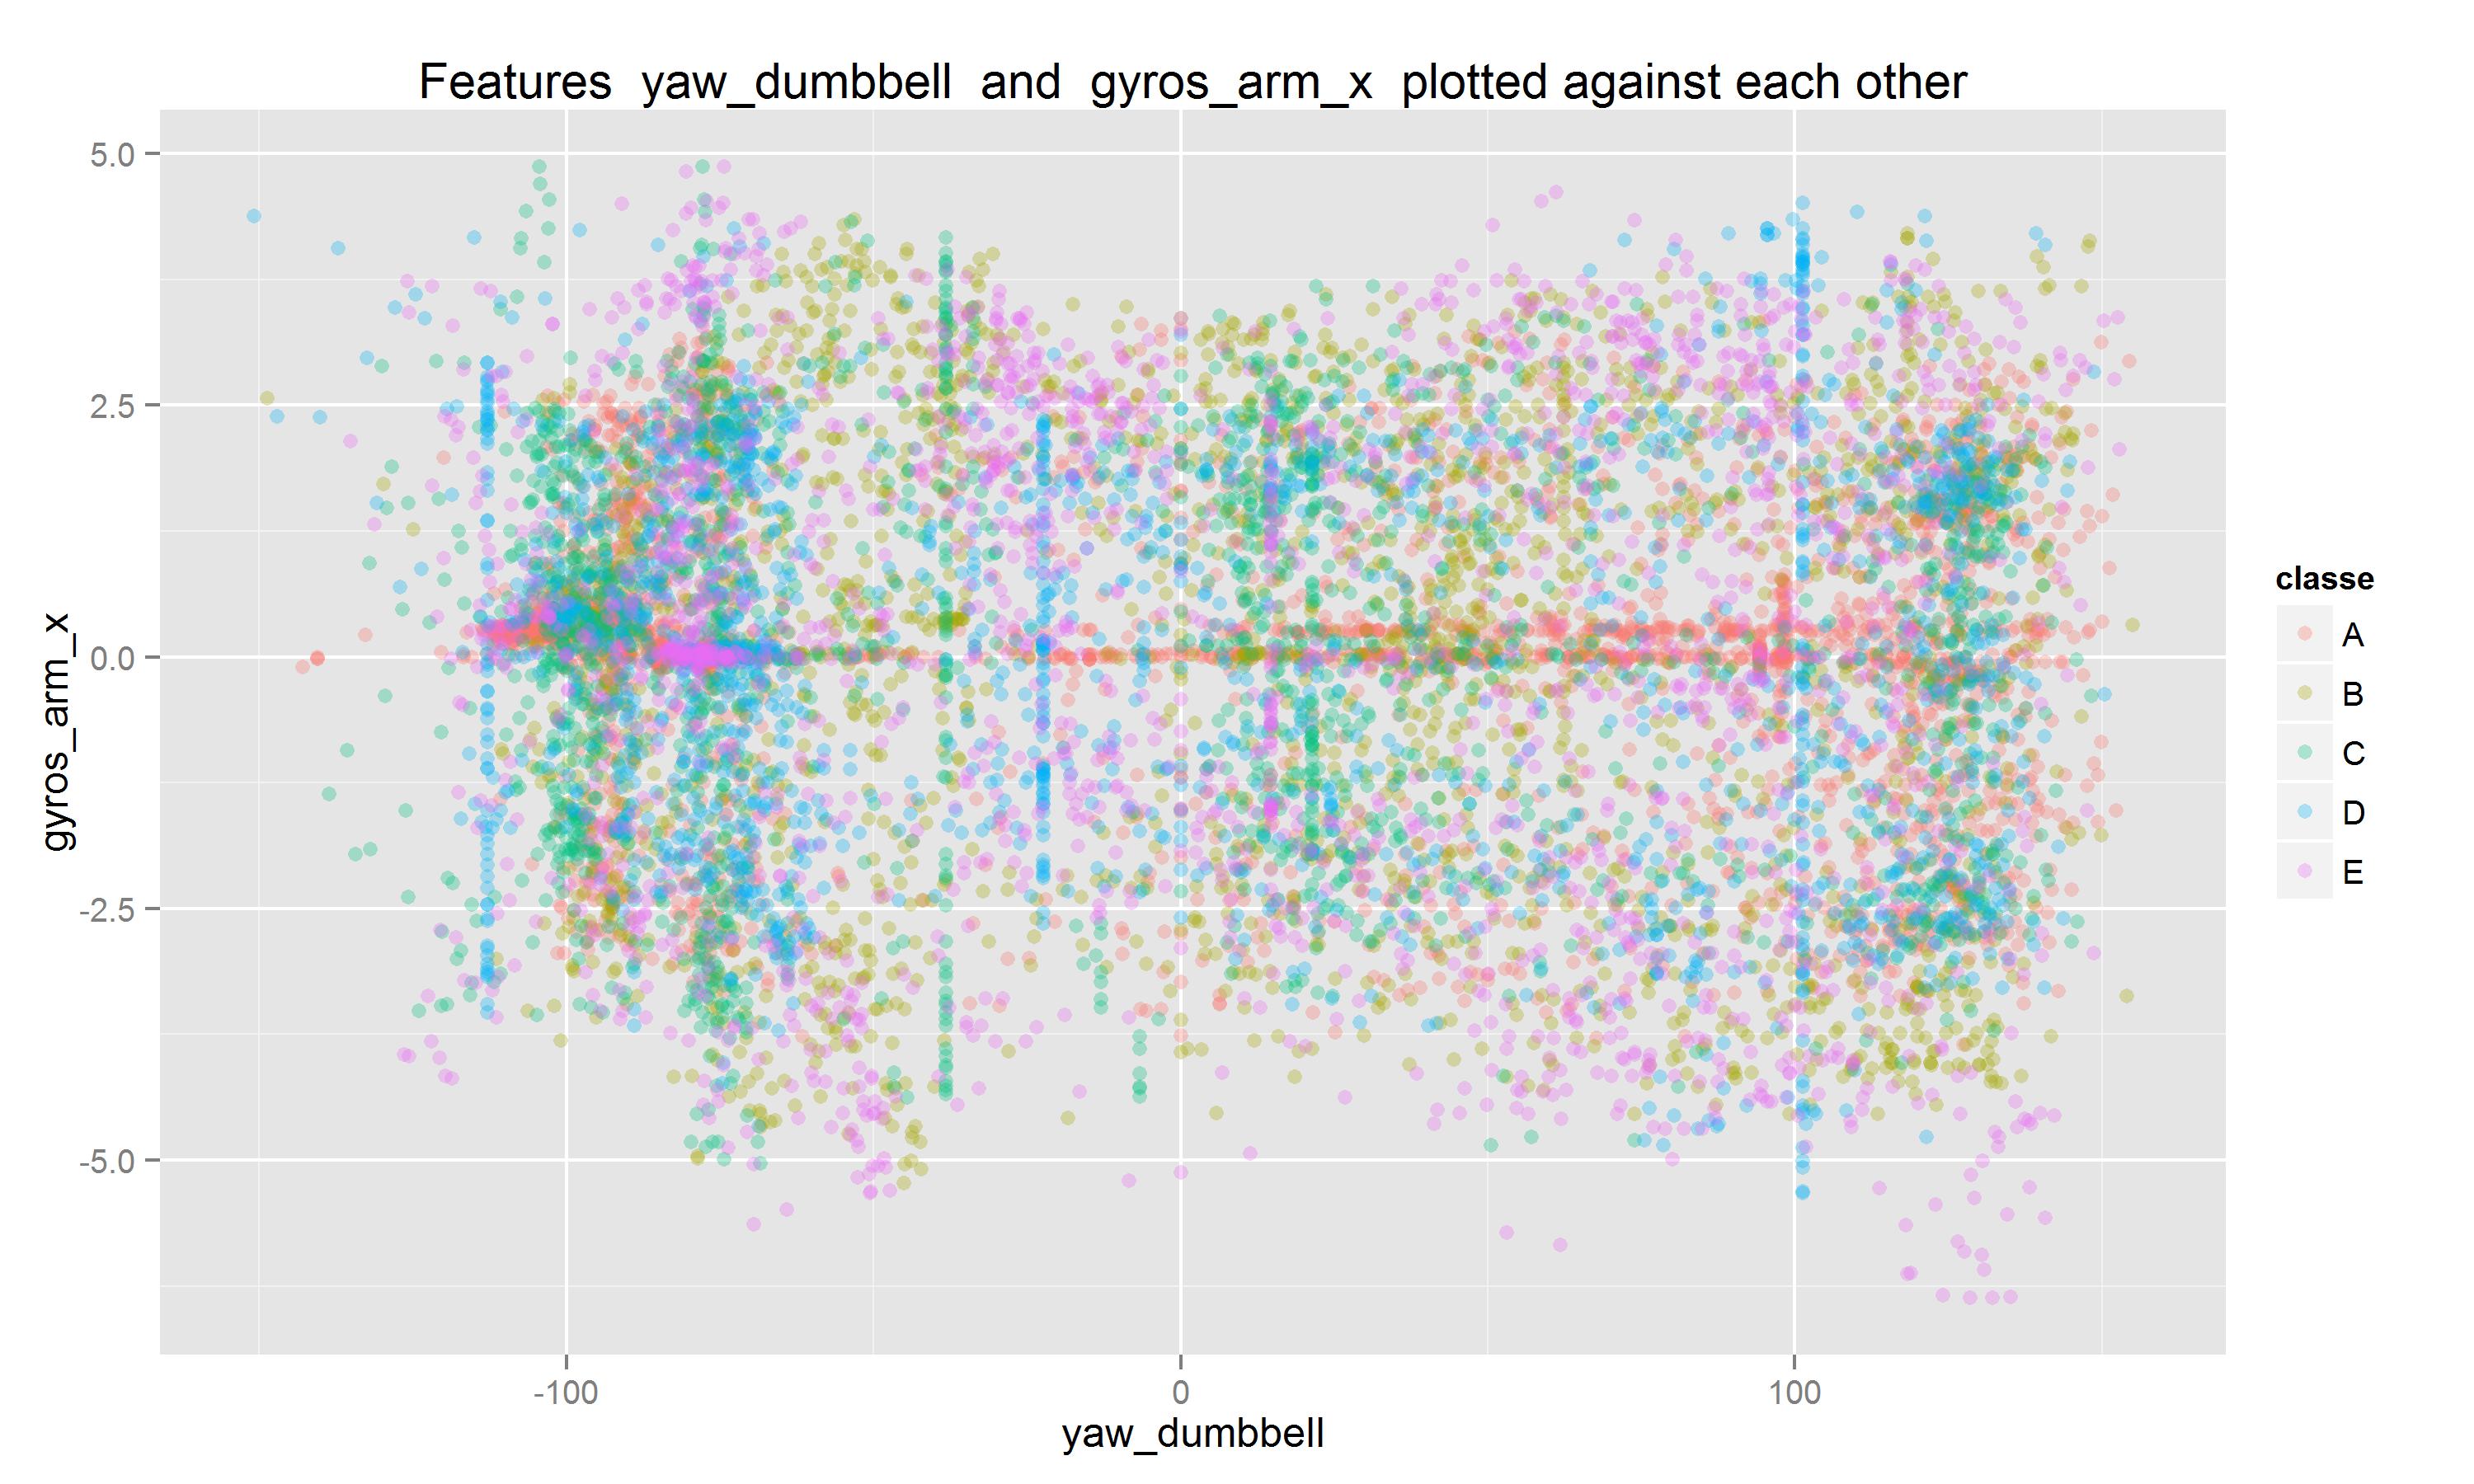 Features yaw_dumbbell and gyros_arm_x plotted against each other
5.0
2.5
0.0
-2.5
-5.0
gyros_arm_x
-100
0
100
yaw_dumbbell
classe
A
B
C
D
E